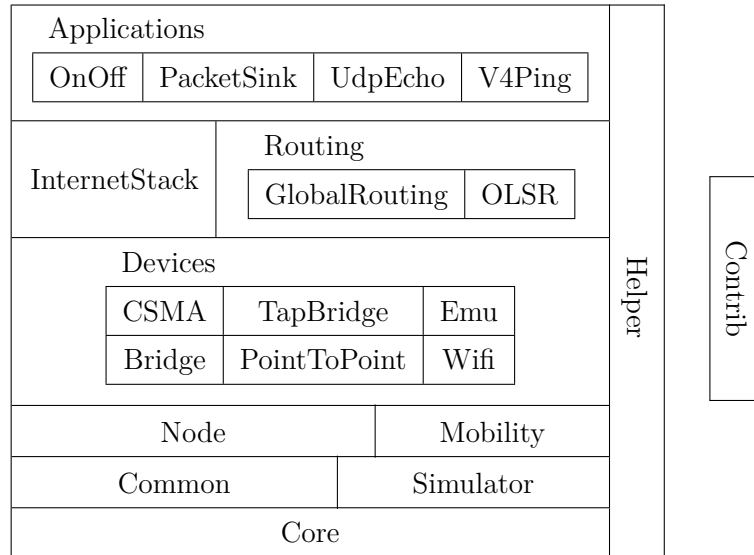 Applications
OnOff PacketSink UdpEcho V4Ping
InternetStack
Routing
GlobalRouting OLSR
Devices
CSMA TapBridge Emu
Bridge PointToPoint Wifi
Node Mobility
Common Simulator
Core
Helper
Contrib